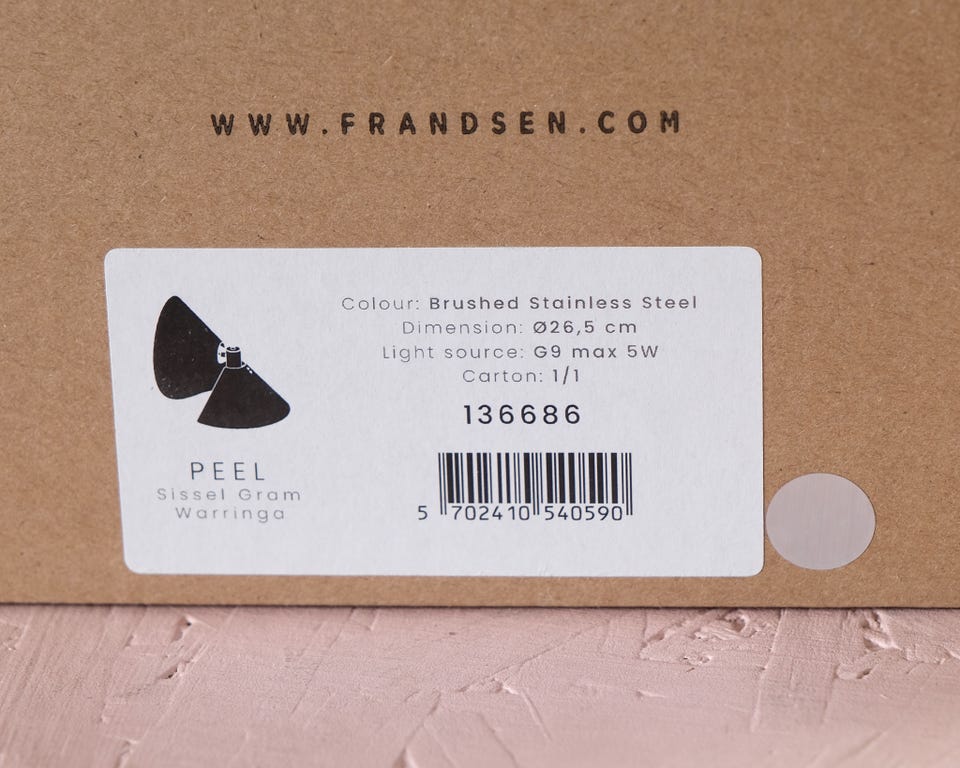 WWW.FRANDSEN.COM
Colour: Brushed Stainless Steel
Dimension: Ø26,5 cm
Light source: G9 max 5W
Carton: 1/1
136686
5 702410 540590
PEEL
Sissel Gram
Warringa